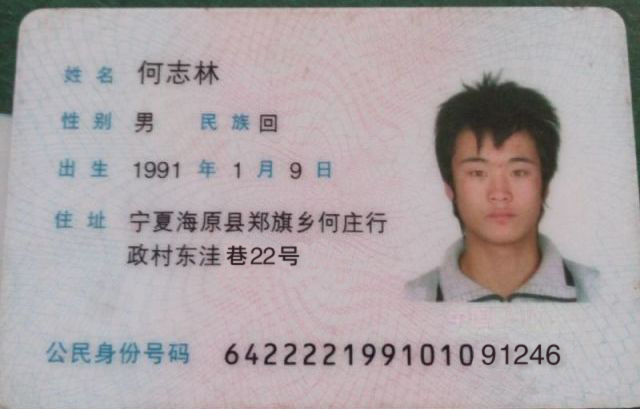 姓名 何志林
性别 男 民族 回
出生 1991 年 1 月 9 日
住址 宁夏海原县郑旗乡何庄行
政村东洼巷22号
公民身份号码 642222199101091246